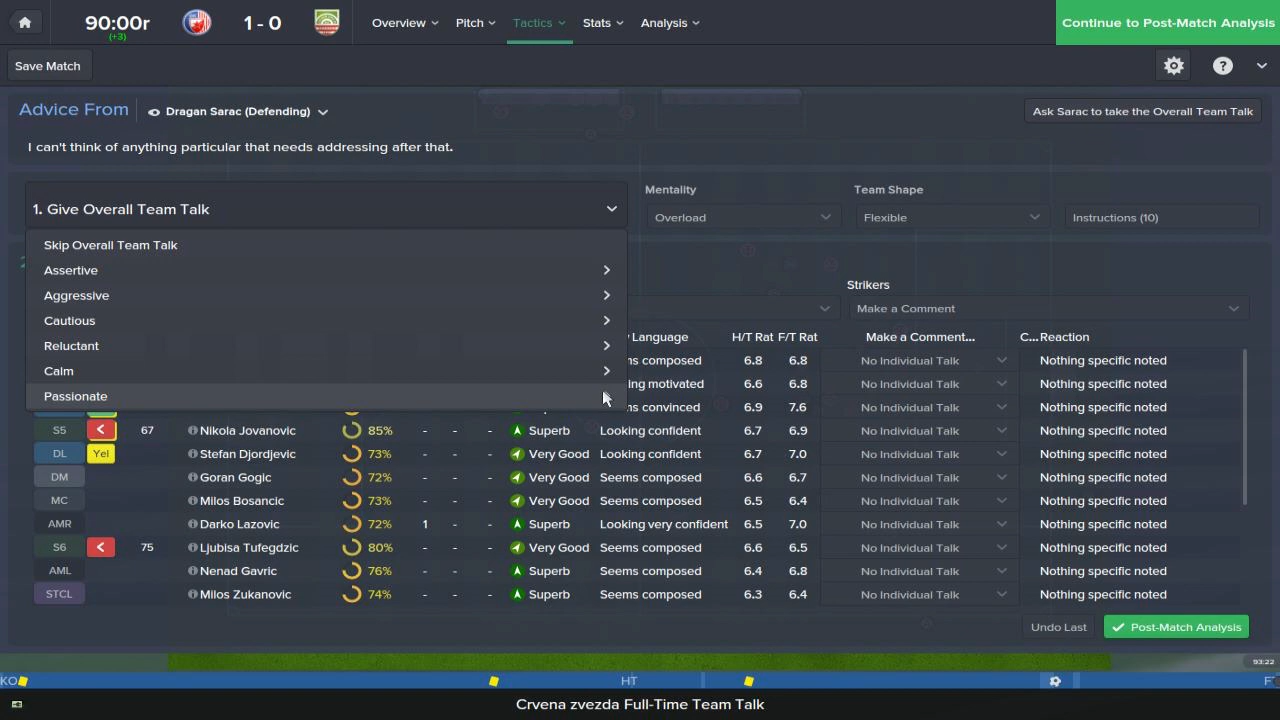 90:00r
(+3)
1 - 0
Overview
Pitch
Tactics
Stats
Analysis
Continue to Post-Match Analysis
Save Match
Advice From
Dragan Sarac (Defending)
Ask Sarac to take the Overall Team Talk
I can't think of anything particular that needs addressing after that.
1. Give Overall Team Talk
Mentality
Team Shape
Overload
Flexible
Instructions (10)
Skip Overall Team Talk
Assertive
Aggressive
Cautious
Reluctant
Calm
Passionate
Strikers
Make a Comment
Language H/T Rat F/T Rat Make a Comment... C... Reaction
composed 6.8 6.8 No Individual Talk Nothing specific noted
motivated 6.6 6.8 No Individual Talk Nothing specific noted
convinced 6.9 7.6 No Individual Talk Nothing specific noted
S5 67 Nikola Jovanovic 85% - - - Superb Looking confident 6.7 6.9 No Individual Talk Nothing specific noted
DL Yel Stefan Djordjevic 73% - - - Very Good Looking confident 6.7 7.0 No Individual Talk Nothing specific noted
DM Goran Gogic 72% - - - Very Good Seems composed 6.6 6.7 No Individual Talk Nothing specific noted
MC Milos Bosancic 73% - - - Very Good Seems composed 6.5 6.4 No Individual Talk Nothing specific noted
AMR Darko Lazovic 72% 1 - - Superb Looking very confident 6.5 7.0 No Individual Talk Nothing specific noted
S6 75 Ljubisa Tufegdzic 80% - - - Very Good Seems composed 6.6 6.5 No Individual Talk Nothing specific noted
AML Nenad Gavric 76% - - - Superb Seems composed 6.4 6.8 No Individual Talk Nothing specific noted
STCL Milos Zukanovic 74% - - - Superb Seems composed 6.3 6.4 No Individual Talk Nothing specific noted
Undo Last
Post-Match Analysis
93:22
KO
HT
Crvena zvezda Full-Time Team Talk